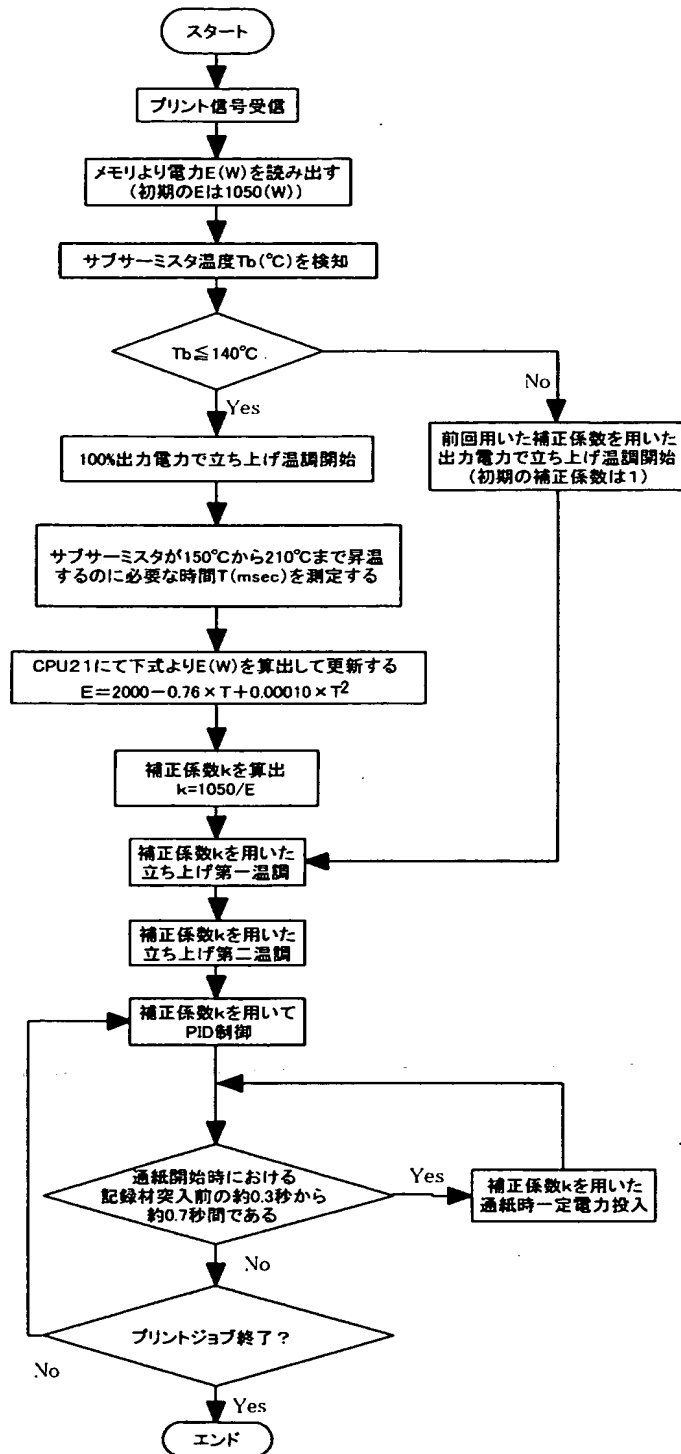 スタート
プリント信号受信
メモリより電力E(W)を読み出す
(初期のEは1050(W))
サブサーミスタ温度Tb(℃)を検知
Tb≦140℃
No
Yes
100%出力電力で立ち上げ温調開始
前回用いた補正係数を用いた
出力電力で立ち上げ温調開始
(初期の補正係数は1)
サブサーミスタが150℃から210℃まで昇温
するのに必要な時間T(msec)を測定する
CPU21にて下式よりE(W)を算出して更新する
E=2000-0.76×T+0.00010×T²
補正係数kを算出
k=1050/E
補正係数kを用いた
立ち上げ第一温調
補正係数kを用いた
立ち上げ第二温調
補正係数kを用いて
PID制御
通紙開始時における
記録材突入前の約0.3秒から
約0.7秒間である
Yes
補正係数kを用いた
通紙時一定電力投入
No
プリントジョブ終了?
No
Yes
エンド